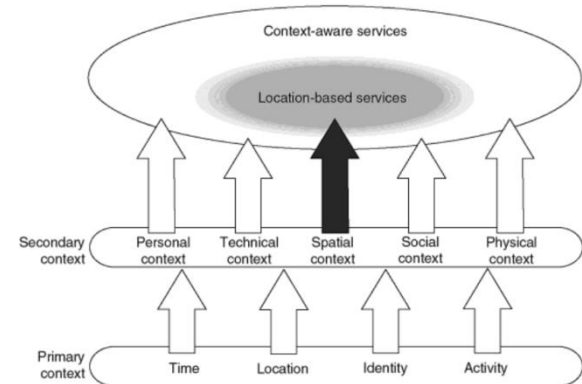 Context-aware services
Location-based services
Secondary
context
Personal
context
Technical
context
Spatial
context
Social
context
Physical
context
Primary
context
Time
Location
Identity
Activity